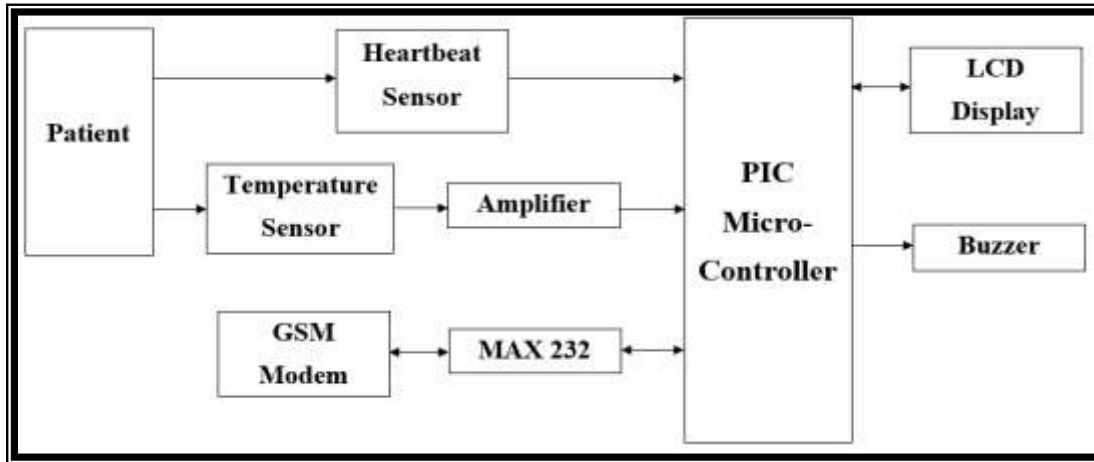 Patient
Heartbeat
Sensor
Temperature
Sensor
Amplifier
GSM
Modem
MAX 232
PIC
Micro-
Controller
LCD
Display
Buzzer